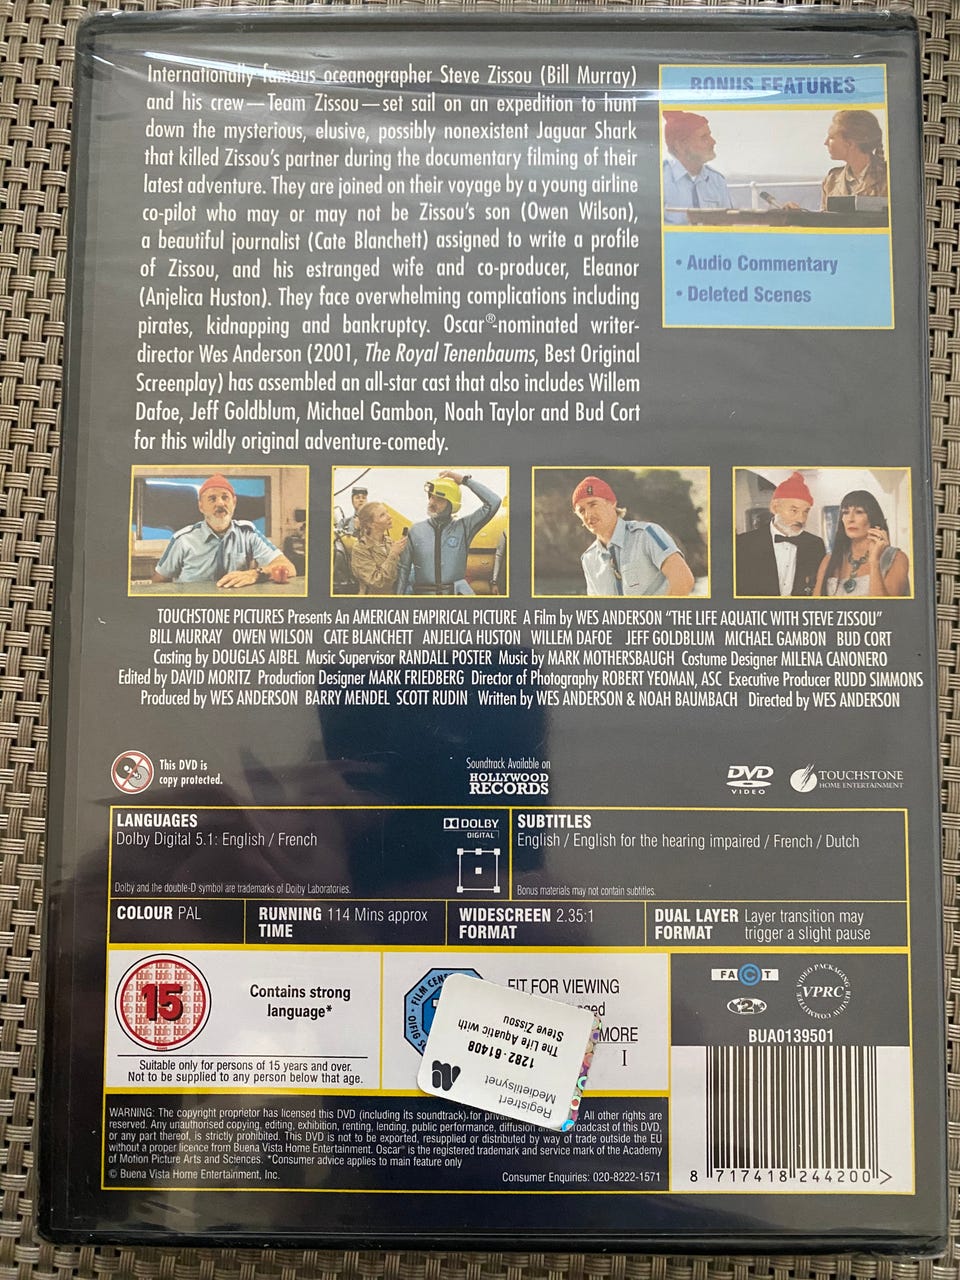 Internationally famous oceanographer Steve Zissou (Bill Murray)
and his crew—Team Zissou—set sail on an expedition to hunt
down the mysterious, elusive, possibly nonexistent Jaguar Shark
that killed Zissou's partner during the documentary filming of their
latest adventure. They are joined on their voyage by a young airline
co-pilot who may or may not be Zissou's son (Owen Wilson),
a beautiful journalist (Cate Blanchett) assigned to write a profile
of Zissou, and his estranged wife and co-producer, Eleanor
(Anjelica Huston). They face overwhelming complications including
pirates, kidnapping and bankruptcy. Oscar®-nominated writer-
director Wes Anderson (2001, The Royal Tenenbaums, Best Original
Screenplay) has assembled an all-star cast that also includes Willem
Dafoe, Jeff Goldblum, Michael Gambon, Noah Taylor and Bud Cort
for this wildly original adventure-comedy.
BONUS FEATURES
• Audio Commentary
• Deleted Scenes
TOUCHSTONE PICTURES Presents An AMERICAN EMPIRICAL PICTURE A Film by WES ANDERSON "THE LIFE AQUATIC WITH STEVE ZISSOU"
BILL MURRAY OWEN WILSON CATE BLANCHETT ANJELICA HUSTON WILLEM DAFOE JEFF GOLDBLUM MICHAEL GAMBON BUD CORT
Casting by DOUGLAS AIBEL Music Supervisor RANDALL POSTER Music by MARK MOTHERSBAUGH Costume Designer MILENA CANONERO
Edited by DAVID MORITZ Production Designer MARK FRIEDBERG Director of Photography ROBERT YEOMAN, ASC Executive Producer RUDD SIMMONS
Produced by WES ANDERSON BARRY MENDEL SCOTT RUDIN Written by WES ANDERSON & NOAH BAUMBACH Directed by WES ANDERSON
This DVD is
copy protected.
Soundtrack Available on
HOLLYWOOD
RECORDS
DVD
VIDEO
TOUCHSTONE
HOME ENTERTAINMENT
LANGUAGES
Dolby Digital 5.1: English / French
DOLBY
DIGITAL
Dolby and the double-D symbol are trademarks of Dolby Laboratories.
SUBTITLES
English / English for the hearing impaired / French / Dutch
Bonus materials may not contain subtitles.
COLOUR PAL
RUNNING TIME 114 Mins approx
WIDESCREEN FORMAT 2.35:1
DUAL LAYER FORMAT Layer transition may
trigger a slight pause
15
Contains strong
language*
Suitable only for persons of 15 years and over.
Not to be supplied to any person below that age.
FILM CEN
OIFIG
FIT FOR VIEWING
ged
MORE
I
Registrert
Medietilsynet
1282-81408
The Life Aquatic with
Steve Zissou
FACT
2
VIDEO PACKAGING REVIEW COMMITTEE
VPRC
BUA0139501
WARNING: The copyright proprietor has licensed this DVD (including its soundtrack) for priva All other rights are
reserved. Any unauthorised copying, editing, exhibition, renting, lending, public performance, diffusion an oadcast of this DVD,
or any part thereof, is strictly prohibited. This DVD is not to be exported, resupplied or distributed by way of trade outside the EU
without a proper licence from Buena Vista Home Entertainment. Oscar® is the registered trademark and service mark of the Academy
of Motion Picture Arts and Sciences. *Consumer advice applies to main feature only
© Buena Vista Home Entertainment, Inc.
Consumer Enquiries: 020-8222-1571
8 717418 244200 >